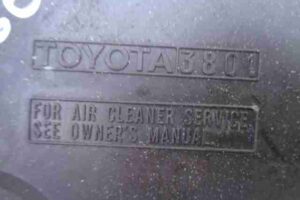 TOYOTA 3801
FOR AIR CLEANER SERVICE
SEE OWNER'S MANUAL